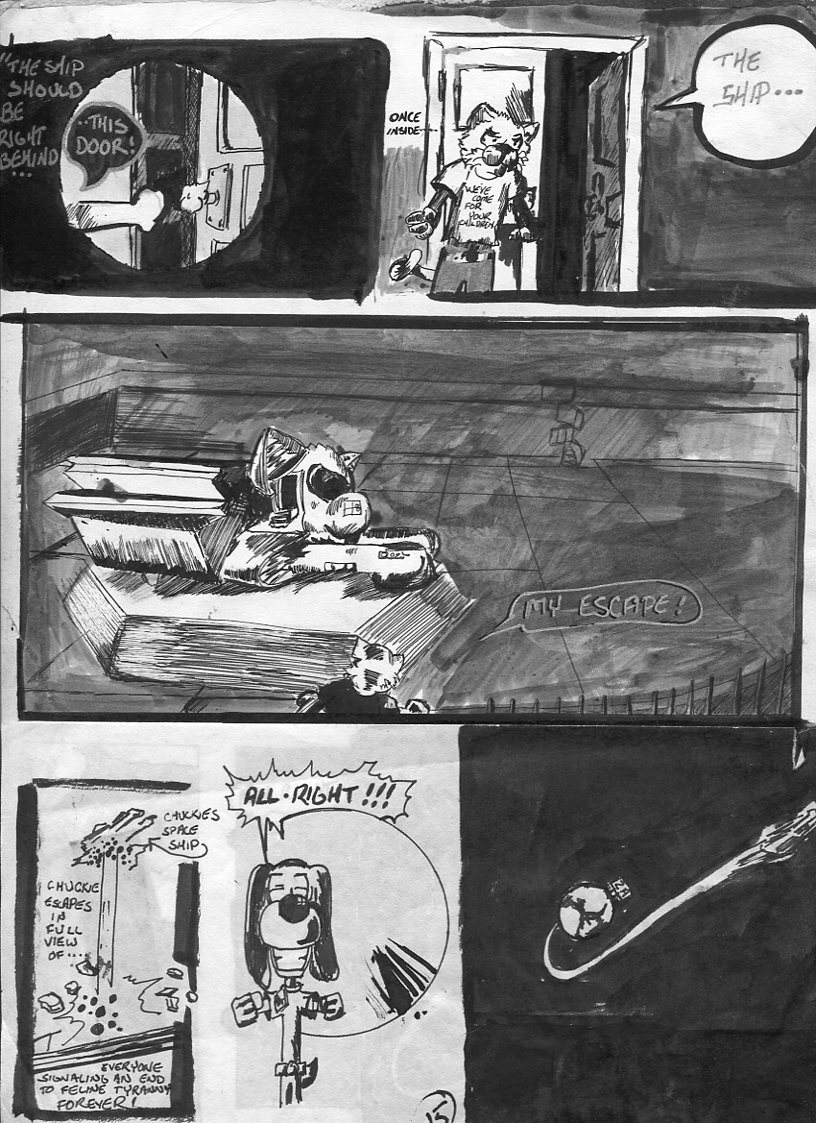 "THE SHIP
SHOULD
BE
RIGHT
BEHIND
...
...THIS
DOOR!
ONCE
INSIDE--
WE'VE
COME
FOR
YOUR
CHILDREN
THE
SHIP...
MY ESCAPE!
CHUCKIES
SPACE
SHIP
CHUCKIE
ESCAPES
IN
FULL
VIEW
OF....
EVERYONE
SIGNALING AN END
TO FELINE TYRANNY
FOREVER!
ALL-RIGHT!!!
15